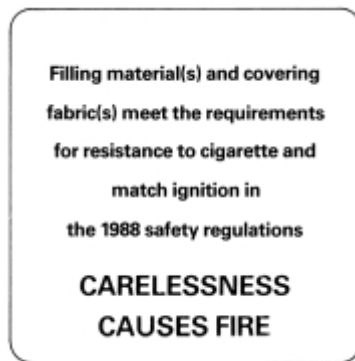 Filling material(s) and covering
fabric(s) meet the requirements
for resistance to cigarette and
match ignition in
the 1988 safety regulations
CARELESSNESS
CAUSES FIRE